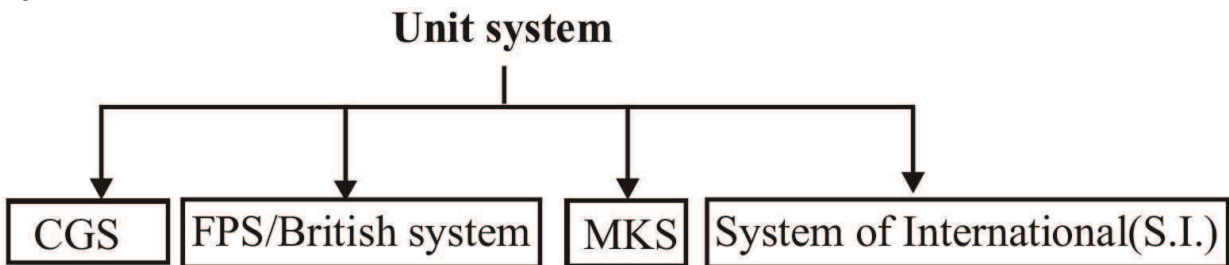 Unit system
CGS
FPS/British system
MKS
System of International(S.I.)